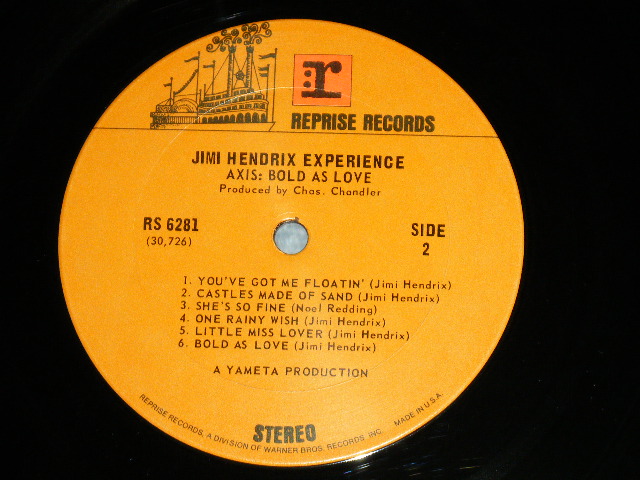 :r
REPRISE RECORDS
JIMI HENDRIX EXPERIENCE
AXIS: BOLD AS LOVE
Produced by Chas. Chandler
RS 6281
(30,726)
SIDE
2
1. YOU'VE GOT ME FLOATIN' (Jimi Hendrix)
2. CASTLES MADE OF SAND (Jimi Hendrix)
3. SHE'S SO FINE (Noel Redding)
4. ONE RAINY WISH (Jimi Hendrix)
5. LITTLE MISS LOVER (Jimi Hendrix)
6. BOLD AS LOVE (Jimi Hendrix)
A YAMETA PRODUCTION
STEREO
REPRISE RECORDS, A DIVISION OF WARNER BROS. RECORDS, INC. MADE IN U.S.A.